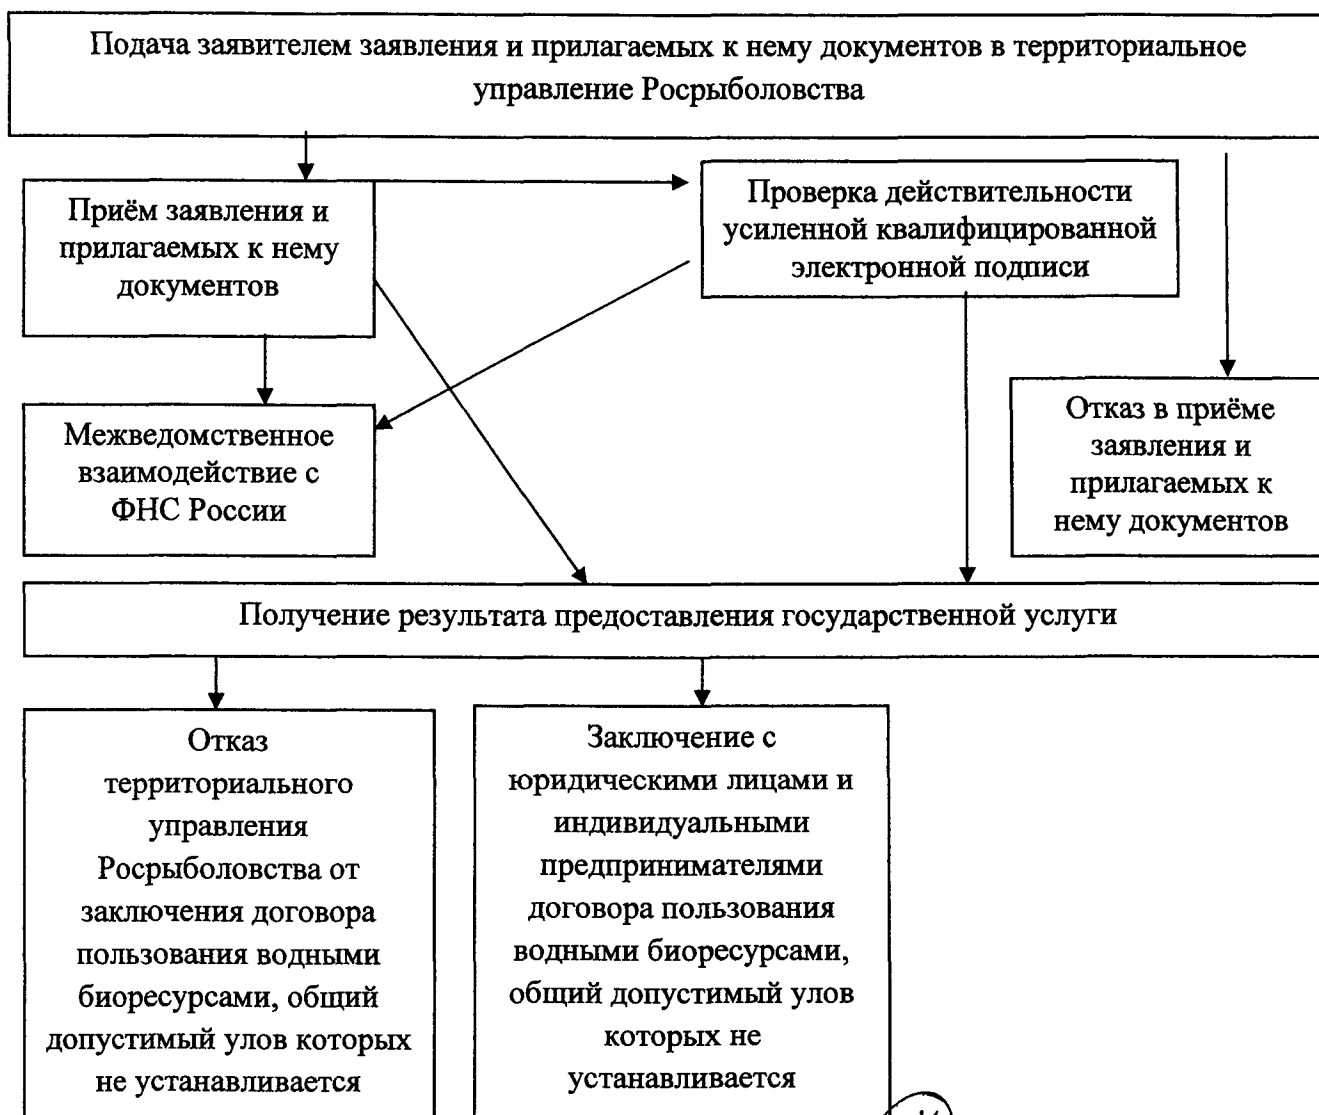 Подача заявителем заявления и прилагаемых к нему документов в территориальное
управление Росрыболовства
Приём заявления и
прилагаемых к нему
документов
Проверка действительности
усиленной квалифицированной
электронной подписи
Межведомственное
взаимодействие с
ФНС России
Отказ в приёме
заявления и
прилагаемых к
нему документов
Получение результата предоставления государственной услуги
Отказ
территориального
управления
Росрыболовства от
заключения договора
пользования водными
биоресурсами, общий
допустимый улов которых
не устанавливается
Заключение с
юридическими лицами и
индивидуальными
предпринимателями
договора пользования
водными биоресурсами,
общий допустимый улов
которых не
устанавливается